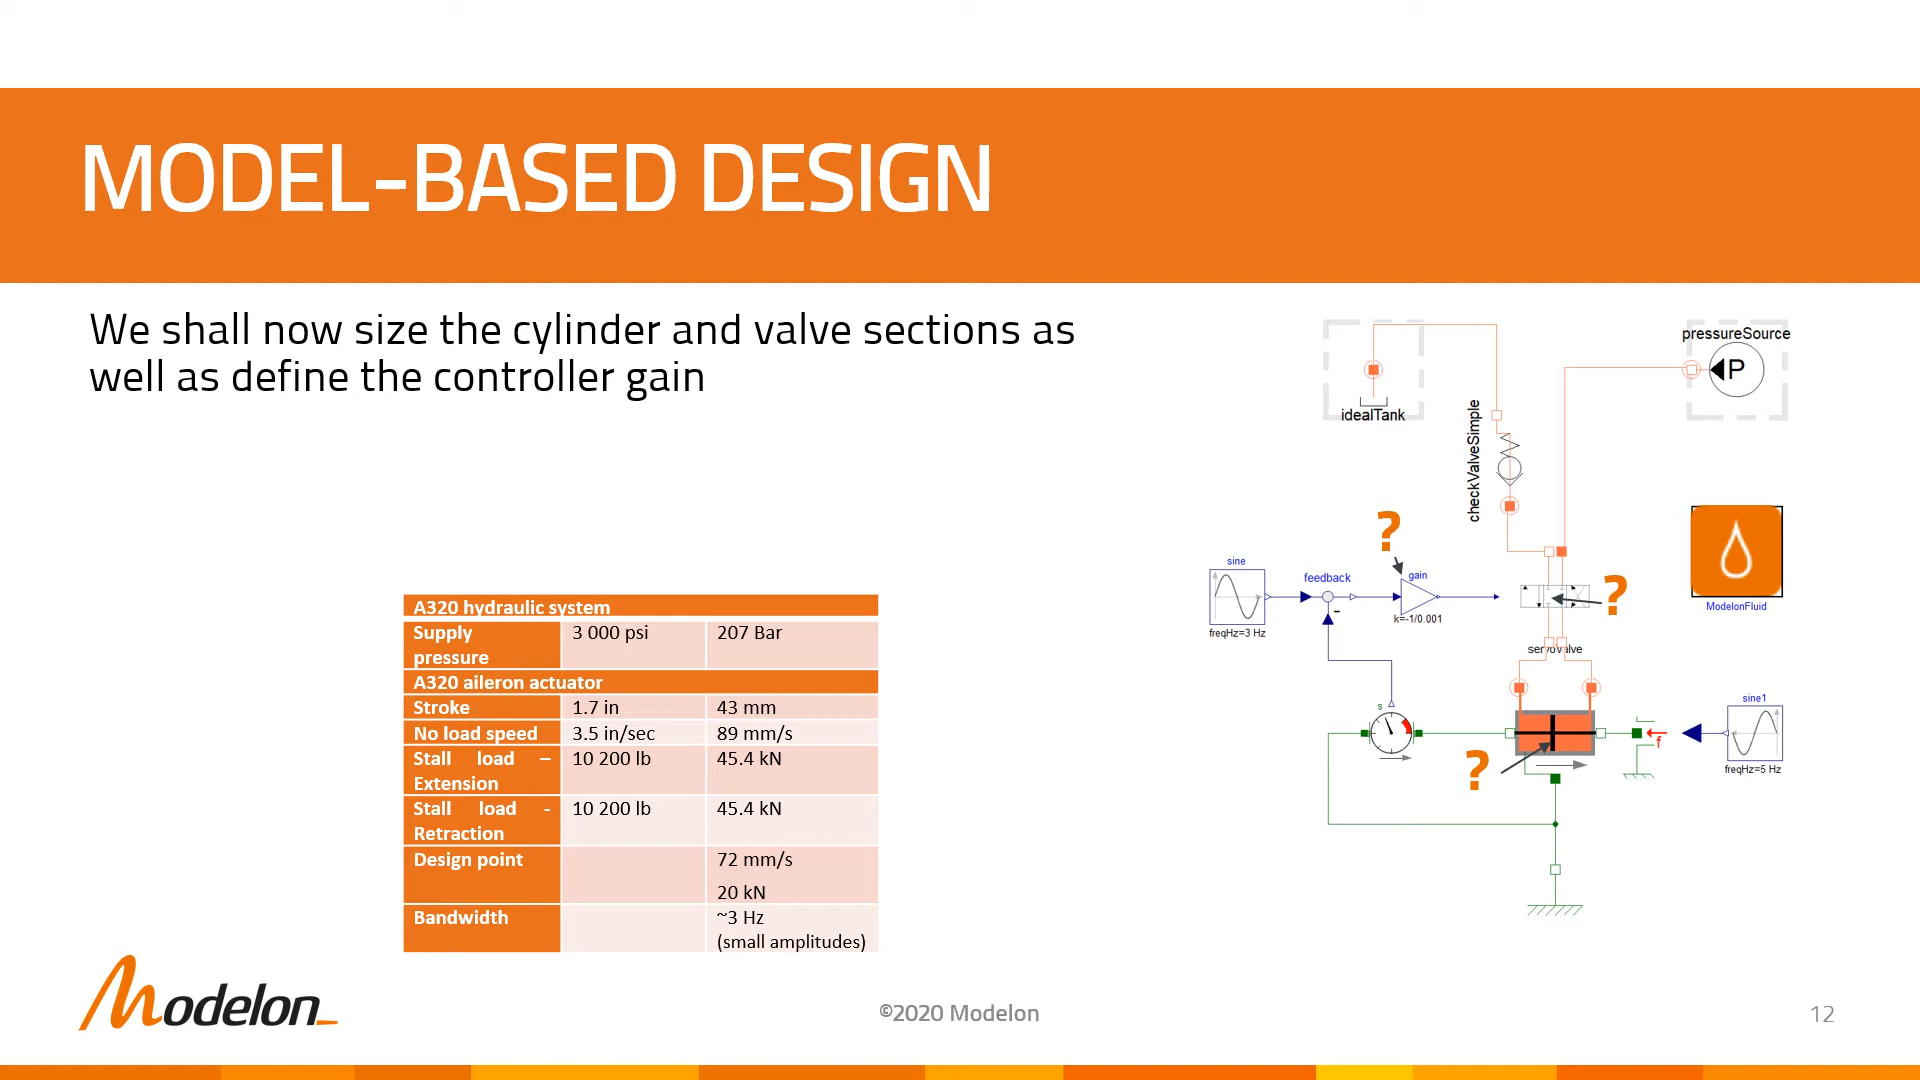 MODEL-BASED DESIGN
We shall now size the cylinder and valve sections as
well as define the controller gain
A320 hydraulic system
Supply
pressure
3 000 psi
207 Bar
A320 aileron actuator
Stroke
1.7 in
43 mm
No load speed
3.5 in/sec
89 mm/s
Stall load –
Extension
10 200 lb
45.4 kN
Stall load -
Retraction
10 200 lb
45.4 kN
Design point
72 mm/s
20 kN
Bandwidth
~3 Hz
(small amplitudes)
pressureSource
P
idealTank
checkValveSimple
?
sine
freqHz=3 Hz
feedback
-
gain
k=-1/0.001
?
servoValve
ModelonFluid
s
?
f
sine1
freqHz=5 Hz
Modelon
©2020 Modelon
12